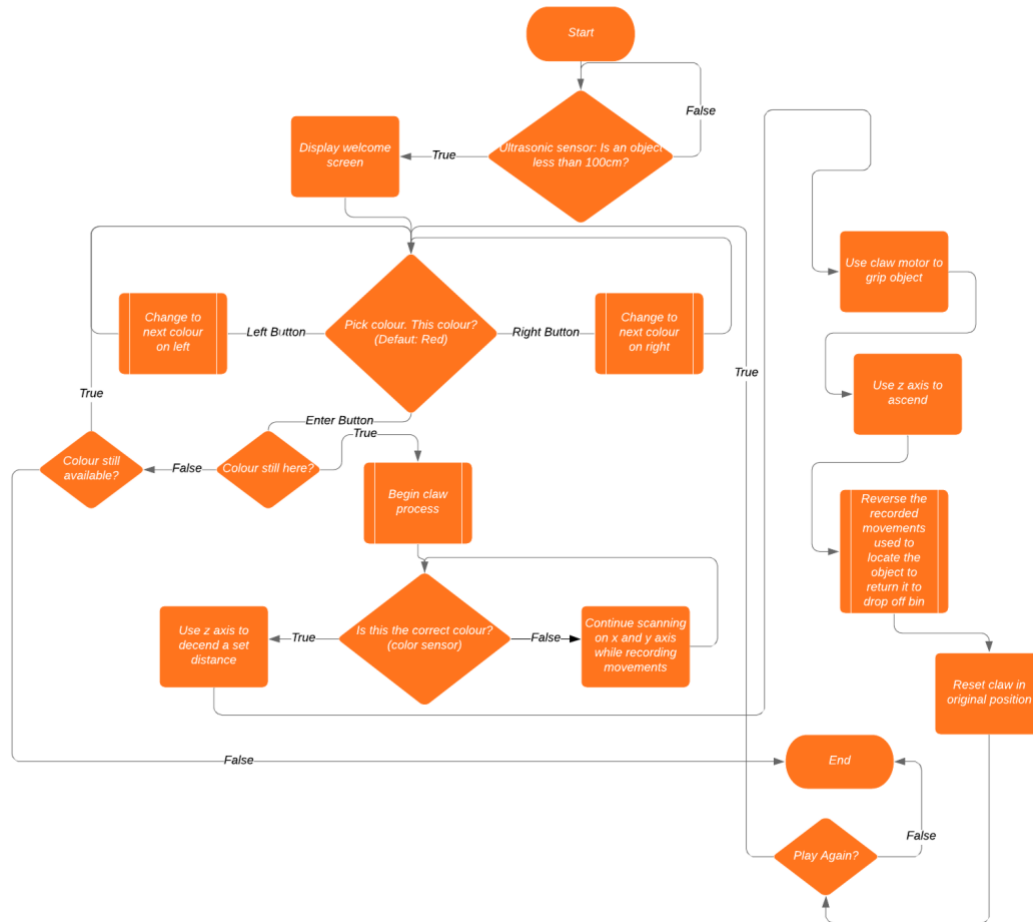 Start
False
Ultrasonic sensor: Is an object
less than 100cm?
True
Display welcome
screen
Use claw motor to
grip object
Change to
next colour
on left
Left Button
Pick colour. This colour?
(Defaut: Red)
Right Button
Change to
next colour
on right
True
True
Use z axis to
ascend
Enter Button
True
Colour still
available?
False
Colour still here?
Begin claw
process
Reverse the
recorded
movements
used to
locate the
object to
return it to
drop off bin
Use z axis to
decend a set
distance
True
Is this the correct colour?
(color sensor)
False
Continue scanning
on x and y axis
while recording
movements
Reset claw in
original position
False
End
False
Play Again?